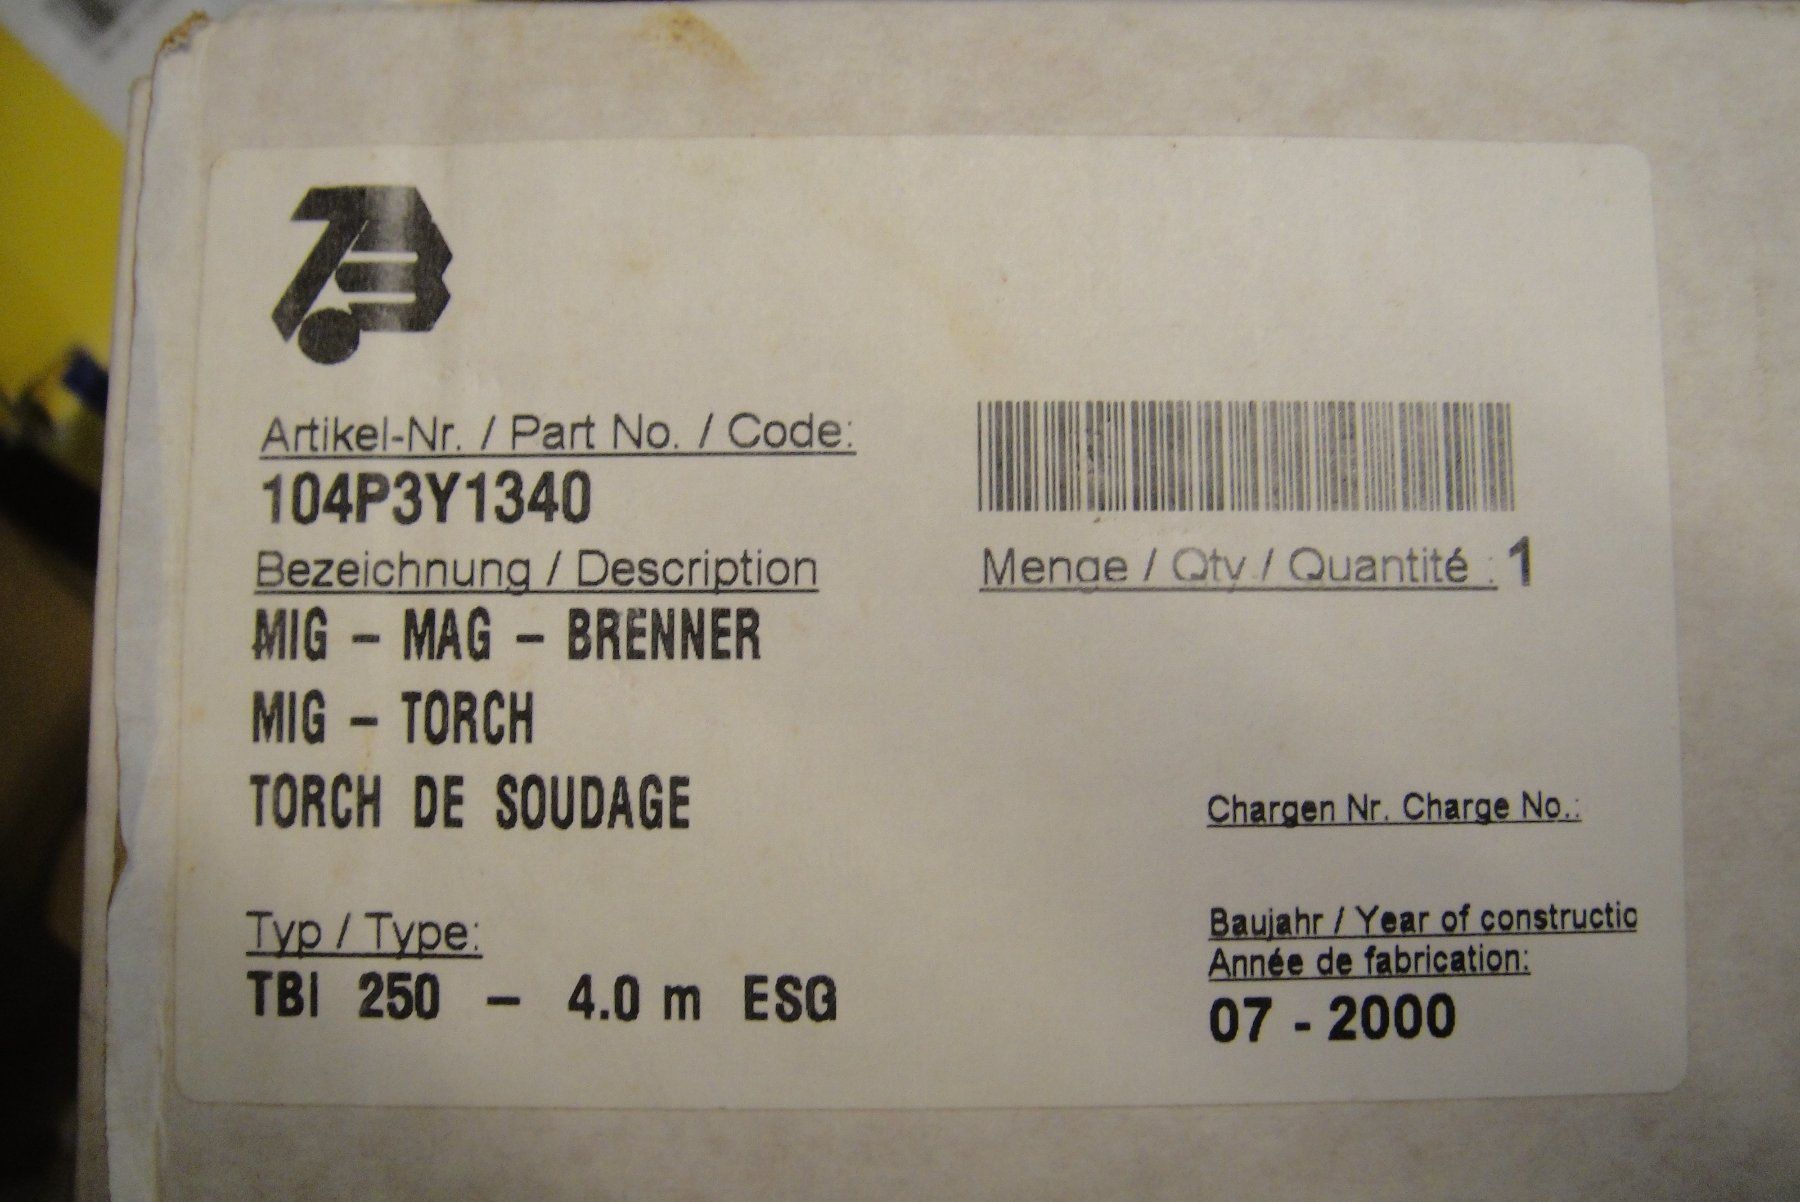 TB
Artikel-Nr. / Part No. / Code:
104P3Y1340
Bezeichnung / Description
MIG - MAG - BRENNER
MIG - TORCH
TORCH DE SOUDAGE
Typ / Type:
TBI 250 - 4.0 m ESG
Menge / Qty / Quantité : 1
Chargen Nr. Charge No.:
Baujahr / Year of constructio
Année de fabrication:
07 - 2000